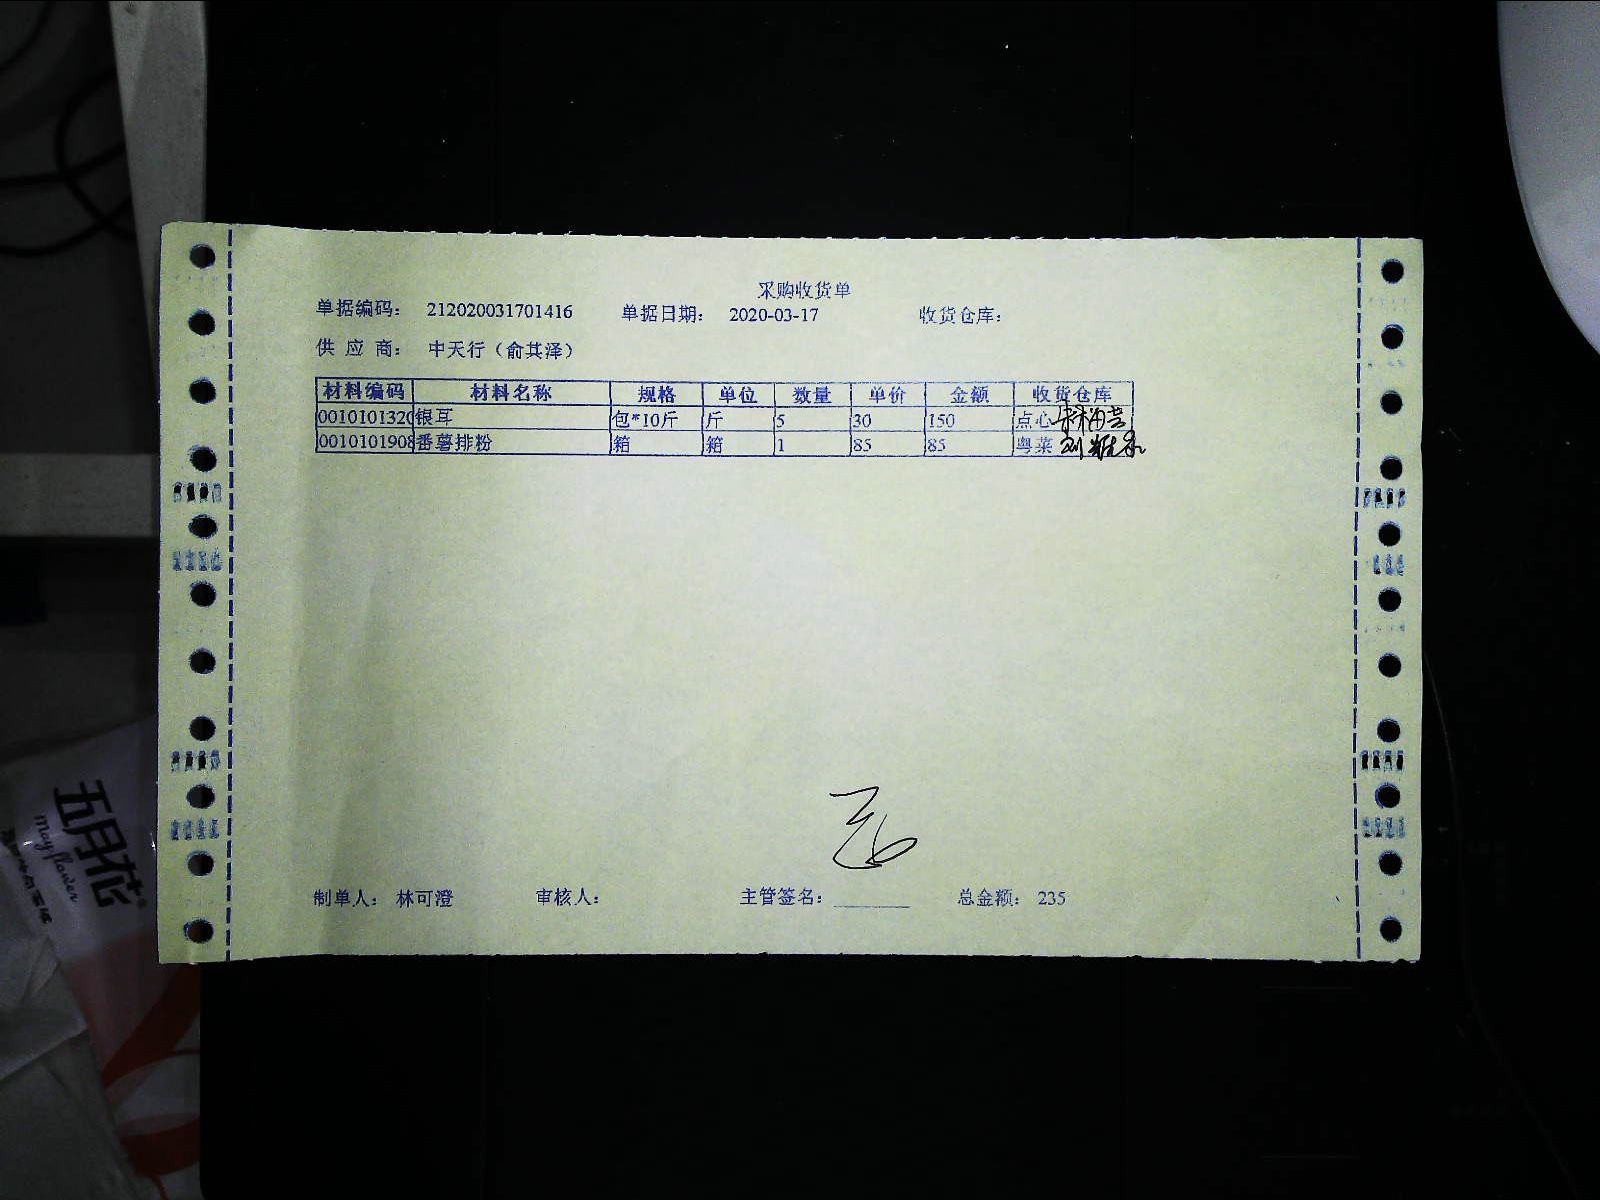 采购收货单
单据编码: 212020031701416 单据日期: 2020-03-17 收货仓库:
供 应 商: 中天行（俞其泽）
材料编码 材料名称 规格 单位 数量 单价 金额 收货仓库
0010101320 银耳 包*10斤 斤 5 30 150 点心
0010101908 番薯排粉 箱 箱 1 85 85 粤菜
制单人: 林可澄 审核人: 主管签名: 总金额: 235
五月花
Mayflower